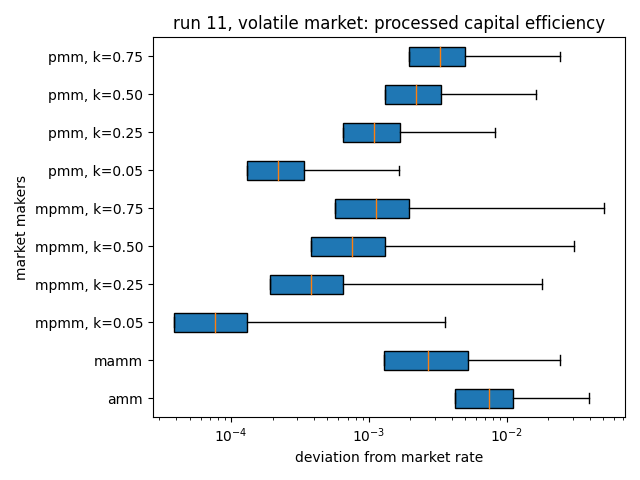 run 11, volatile market: processed capital efficiency
market makers
pmm, k=0.75
pmm, k=0.50
pmm, k=0.25
pmm, k=0.05
mpmm, k=0.75
mpmm, k=0.50
mpmm, k=0.25
mpmm, k=0.05
mamm
amm
10⁻⁴ 10⁻³ 10⁻²
deviation from market rate